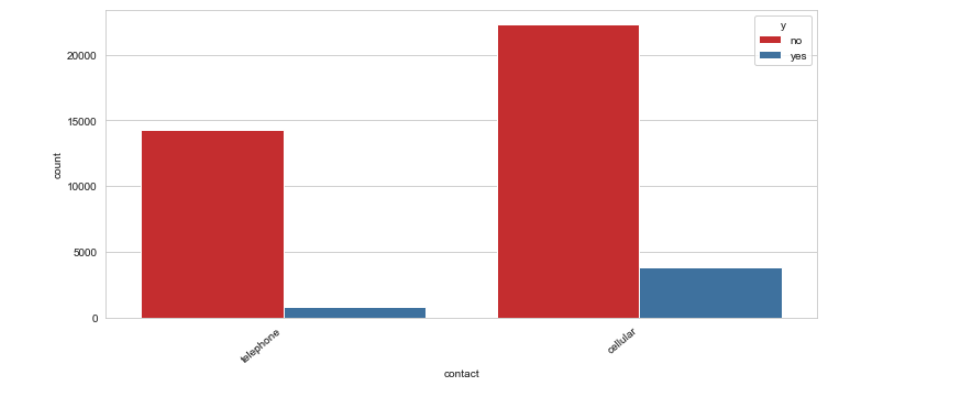 y
no
yes
20000
15000
10000
5000
0
count
telephone
cellular
contact